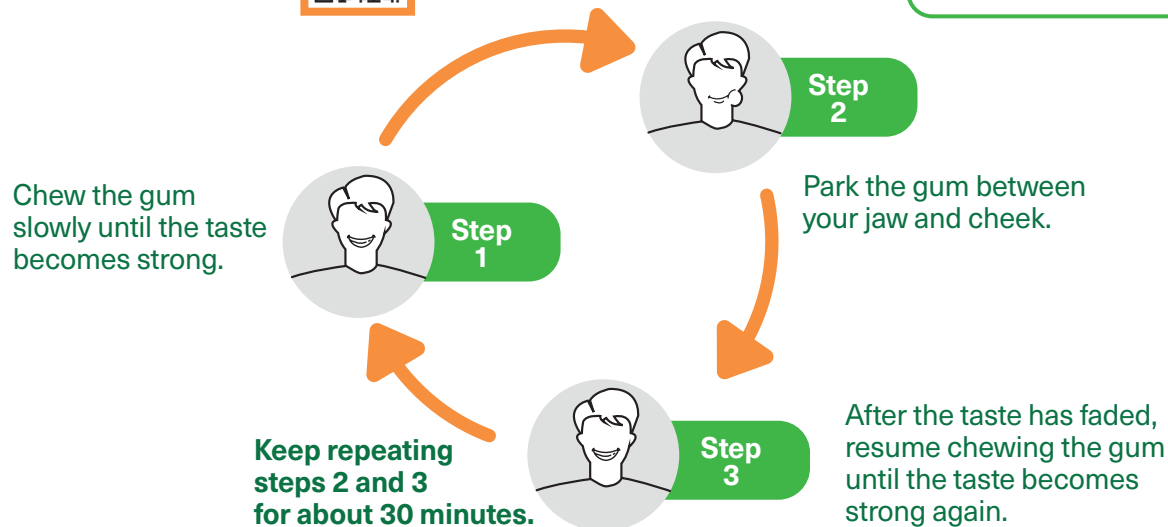 Step
2
Park the gum between
your jaw and cheek.
Chew the gum
slowly until the taste
becomes strong.
Step
1
After the taste has faded,
resume chewing the gum
until the taste becomes
strong again.
Step
3
Keep repeating
steps 2 and 3
for about 30 minutes.